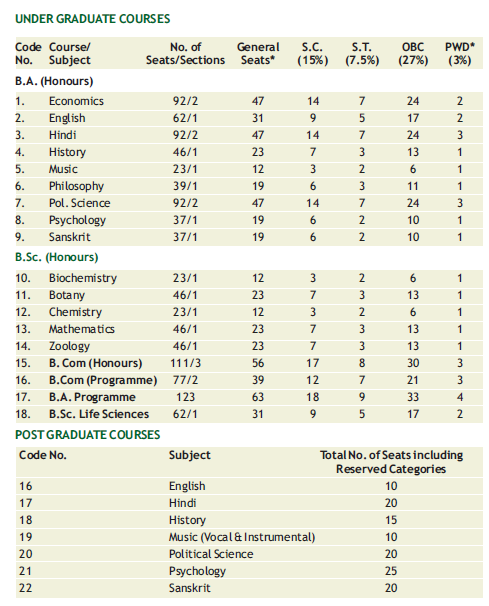 UNDER GRADUATE COURSES
Code Course/ No. of General S.C. S.T. OBC PWD*
No. Subject Seats/Sections Seats* (15%) (7.5%) (27%) (3%)
B.A. (Honours)
1. Economics 92/2 47 14 7 24 2
2. English 62/1 31 9 5 17 2
3. Hindi 92/2 47 14 7 24 3
4. History 46/1 23 7 3 13 1
5. Music 23/1 12 3 2 6 1
6. Philosophy 39/1 19 6 3 11 1
7. Pol. Science 92/2 47 14 7 24 3
8. Psychology 37/1 19 6 2 10 1
9. Sanskrit 37/1 19 6 2 10 1
B.Sc. (Honours)
10. Biochemistry 23/1 12 3 2 6 1
11. Botany 46/1 23 7 3 13 1
12. Chemistry 23/1 12 3 2 6 1
13. Mathematics 46/1 23 7 3 13 1
14. Zoology 46/1 23 7 3 13 1
15. B. Com (Honours) 111/3 56 17 8 30 3
16. B.Com (Programme) 77/2 39 12 7 21 3
17. B.A. Programme 123 63 18 9 33 4
18. B.Sc. Life Sciences 62/1 31 9 5 17 2
POST GRADUATE COURSES
Code No. Subject Total No. of Seats including
Reserved Categories
16 English 10
17 Hindi 20
18 History 15
19 Music (Vocal & Instrumental) 10
20 Political Science 20
21 Psychology 25
22 Sanskrit 20